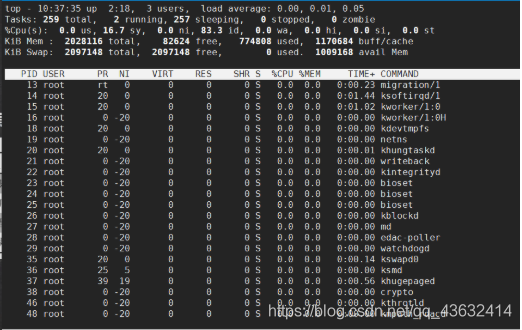 top - 10:37:35 up  2:18,  3 users,  load average: 0.00, 0.01, 0.05
Tasks: 259 total,   2 running, 257 sleeping,   0 stopped,   0 zombie
%Cpu(s):  0.0 us, 16.7 sy,  0.0 ni, 83.3 id,  0.0 wa,  0.0 hi,  0.0 si,  0.0 st
KiB Mem :  2028116 total,    82624 free,   774808 used,  1170684 buff/cache
KiB Swap:  2097148 total,  2097148 free,        0 used.  1009168 avail Mem
PID USER      PR  NI    VIRT    RES    SHR S  %CPU %MEM     TIME+ COMMAND
13 root      rt   0       0      0      0 S   0.0  0.0   0:00.23 migration/1
14 root      20   0       0      0      0 S   0.0  0.0   0:01.44 ksoftirqd/1
15 root      20   0       0      0      0 S   0.0  0.0   0:01.02 kworker/1:0
16 root       0 -20       0      0      0 S   0.0  0.0   0:00.00 kworker/1:0H
18 root      20   0       0      0      0 S   0.0  0.0   0:00.00 kdevtmpfs
19 root       0 -20       0      0      0 S   0.0  0.0   0:00.00 netns
20 root      20   0       0      0      0 S   0.0  0.0   0:00.01 khungtaskd
21 root       0 -20       0      0      0 S   0.0  0.0   0:00.00 writeback
22 root       0 -20       0      0      0 S   0.0  0.0   0:00.00 kintegrityd
23 root       0 -20       0      0      0 S   0.0  0.0   0:00.00 bioset
24 root       0 -20       0      0      0 S   0.0  0.0   0:00.00 bioset
25 root       0 -20       0      0      0 S   0.0  0.0   0:00.00 bioset
26 root       0 -20       0      0      0 S   0.0  0.0   0:00.00 kblockd
27 root       0 -20       0      0      0 S   0.0  0.0   0:00.00 md
28 root       0 -20       0      0      0 S   0.0  0.0   0:00.00 edac-poller
29 root       0 -20       0      0      0 S   0.0  0.0   0:00.00 watchdogd
35 root      20   0       0      0      0 S   0.0  0.0   0:00.14 kswapd0
36 root      25   5       0      0      0 S   0.0  0.0   0:00.00 ksmd
37 root      39  19       0      0      0 S   0.0  0.0   0:00.56 khugepaged
38 root       0 -20       0      0      0 S   0.0  0.0   0:00.00 crypto
46 root       0 -20       0      0      0 S   0.0  0.0   0:00.00 kthrotld
48 root       0 -20       0      0      0 S   0.0  0.0
https://blog.csdn.net/qq_43632414